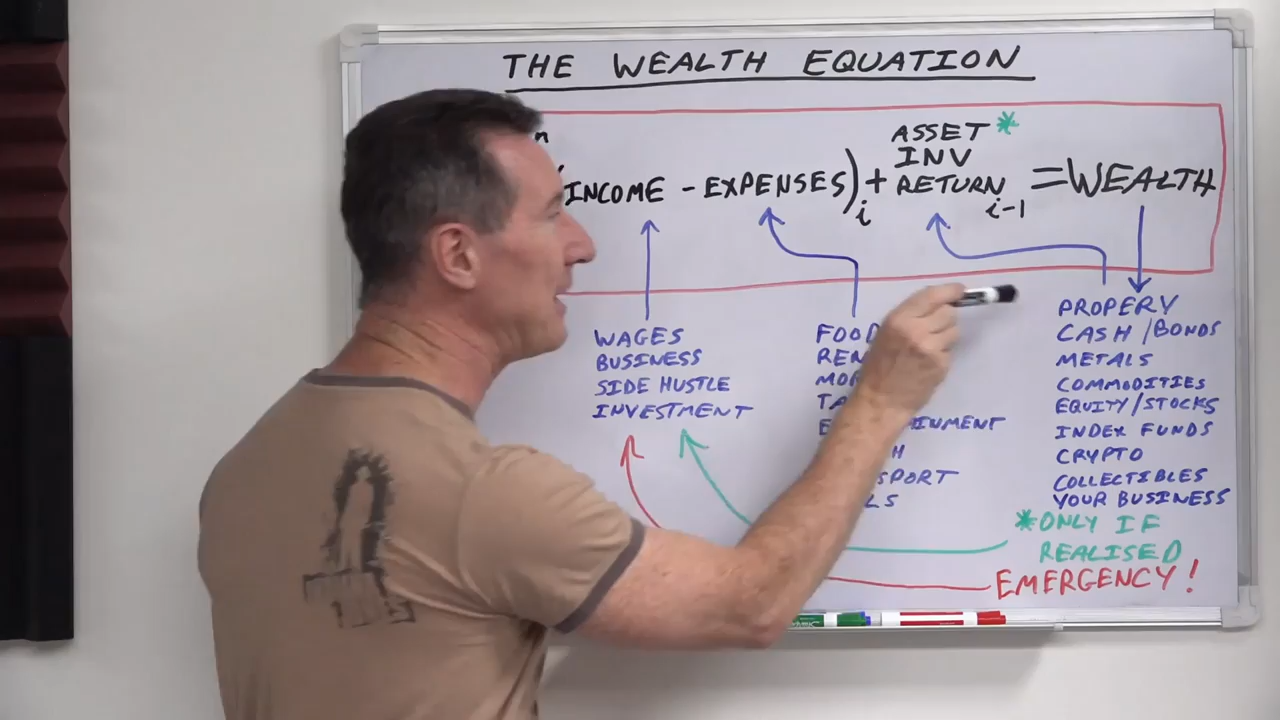 THE WEALTH EQUATION
n
INCOME - EXPENSES) i + ASSET * INV RETURN i-1 = WEALTH
WAGES
BUSINESS
SIDE HUSTLE
INVESTMENT
FOOD
PROPERY
CASH / BONDS
METALS
COMMODITIES
EQUITY / STOCKS
INDEX FUNDS
CRYPTO
COLLECTIBLES
YOUR BUSINESS
*ONLY IF
REALISED
EMERGENCY!